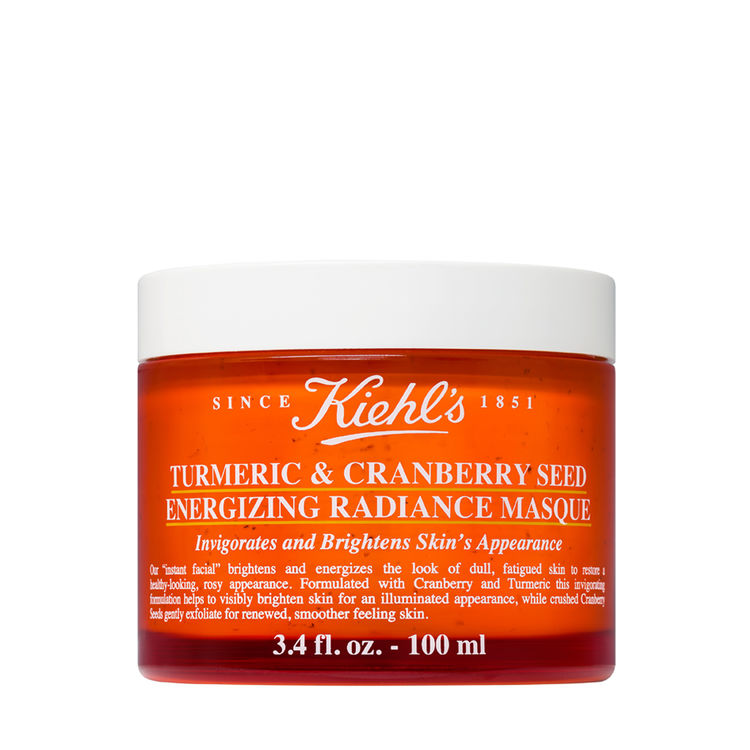 SINCE Kiehl's 1851
TURMERIC & CRANBERRY SEED
ENERGIZING RADIANCE MASQUE
Invigorates and Brightens Skin's Appearance
Our “instant facial” brightens and energizes the look of dull, fatigued skin to restore a
healthy-looking, rosy appearance. Formulated with Cranberry and Turmeric this invigorating
formulation helps to visibly brighten skin for an illuminated appearance, while crushed Cranberry
Seeds gently exfoliate for renewed, smoother feeling skin.
3.4 fl. oz. - 100 ml